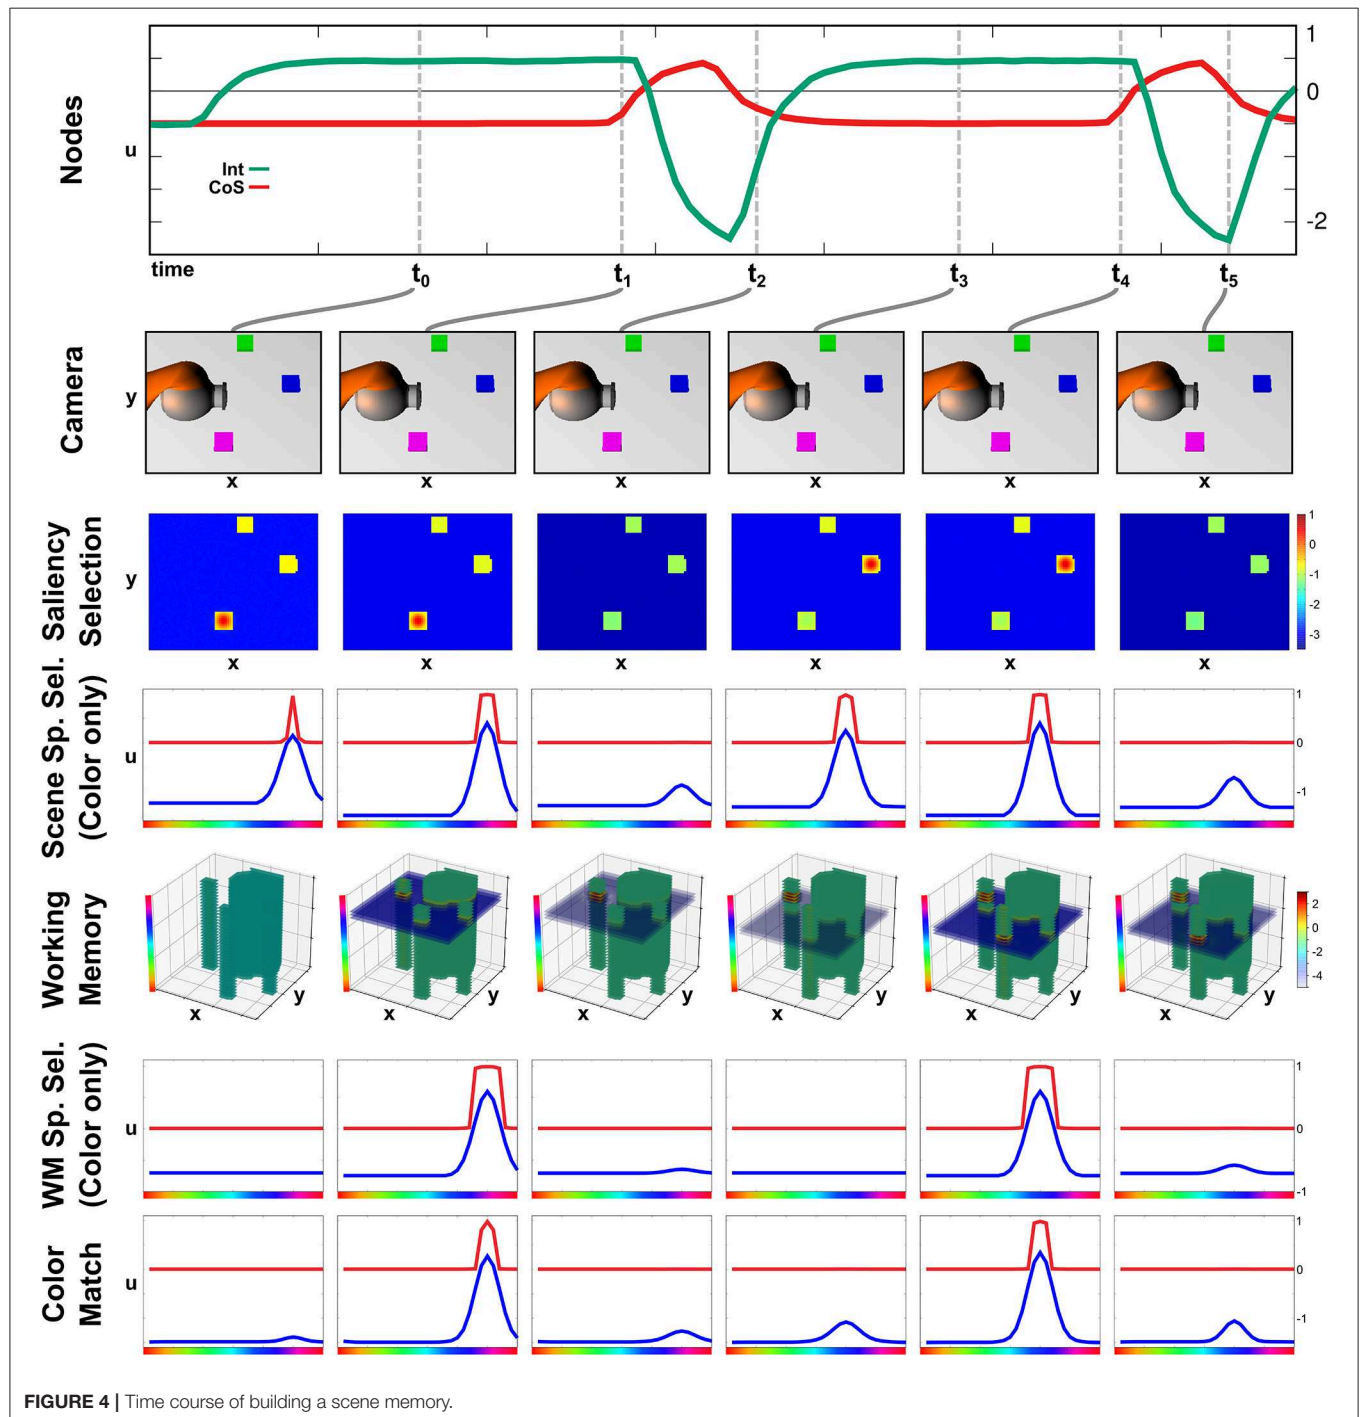 Nodes
u
Int
CoS
1
0
-2
time
t0
t1
t2
t3
t4
t5
Camera
y
x x x x x x
Saliency
Selection
y
1
0
-1
-2
-3
x x x x x x
Scene Sp. Sel.
(Color only)
u
1
0
-1
Working
Memory
x y x y x y x y x y x y
2
0
-2
-4
WM Sp. Sel.
(Color only)
u
1
0
-1
Color
Match
u
1
0
-1
FIGURE 4 | Time course of building a scene memory.